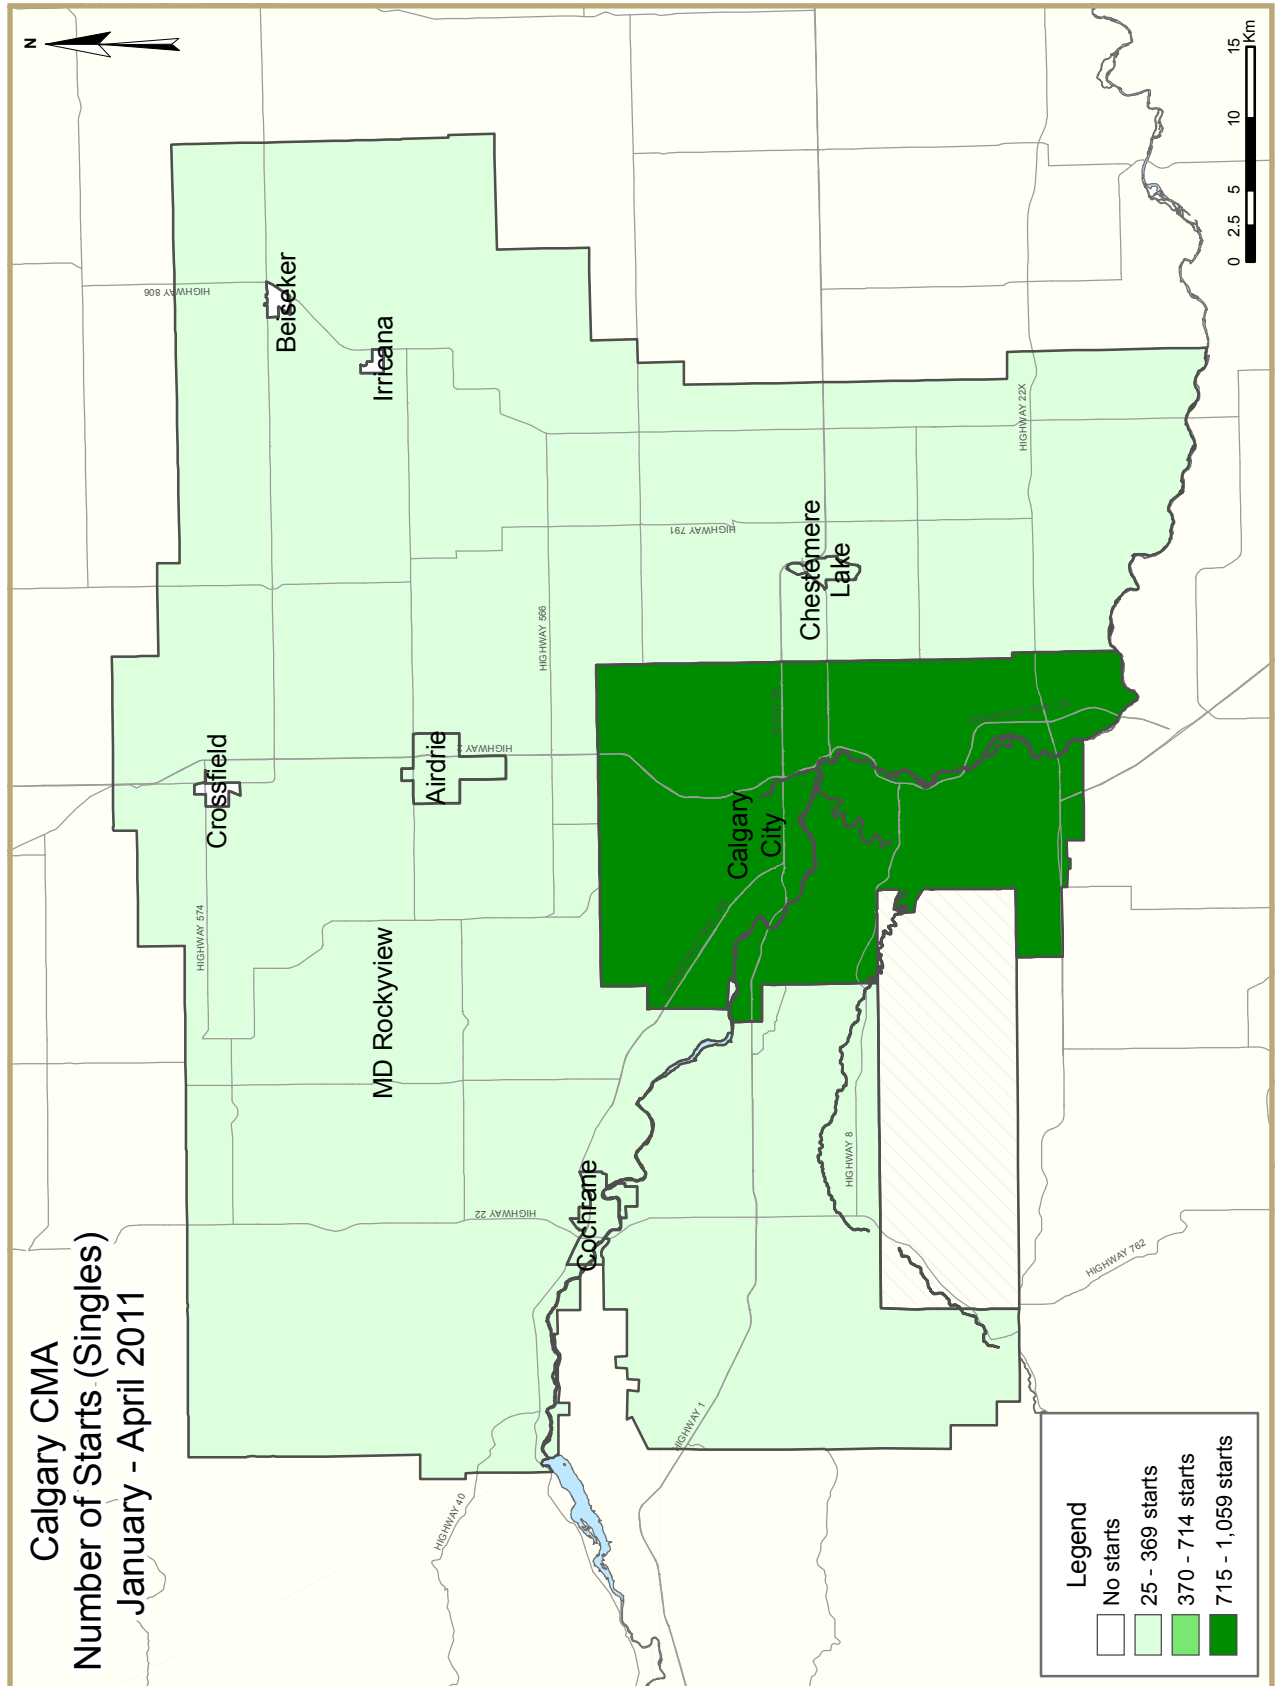 Calgary CMA
Number of Starts (Singles)
January - April 2011
N
HIGHWAY 806
Beiseker
Irricana
Crossfield
HIGHWAY 574
Airdrie
HIGHWAY 2
HIGHWAY 566
MD Rockyview
HIGHWAY 791
Chestemere
Lake
HIGHWAY 22X
Calgary
City
Cochrane
HIGHWAY 22
HIGHWAY 8
HIGHWAY 1
HIGHWAY 40
HIGHWAY 762
Legend
No starts
25 - 369 starts
370 - 714 starts
715 - 1,059 starts
0 2.5 5 10 15
Km